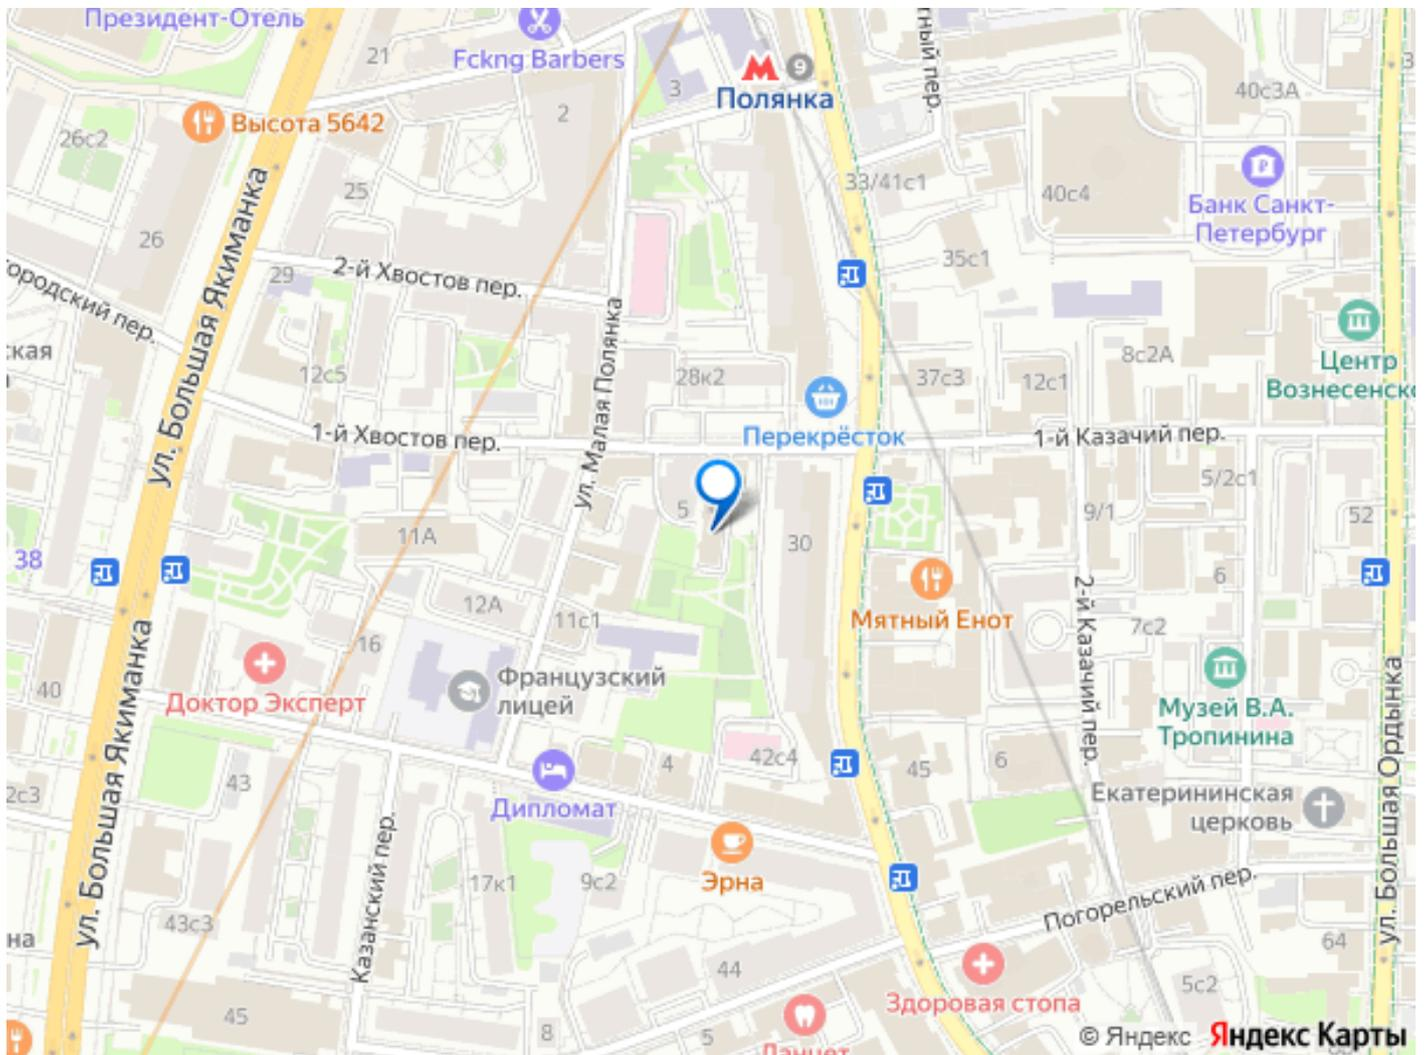 Президент-Отель
21
Fckng Barbers
Полянка
9
3
2
40с3А
Высота 5642
26с2
25
33/41с1
40с4
Банк Санкт-
Петербург
26
35с1
29
2-й Хвостов пер.
ул. Большая Якиманка
ул. Малая Полянка
12с5
28к2
37с3
12с1
8с2А
Центр
Перекрёсток
1-й Хвостов пер.
1-й Казачий пер.
5/2с1
5
9/1
52
11А
30
38
6
12А
11с1
Мятный Енот
7с2
2-й Казачий пер.
16
Французский
лицей
40
Доктор Эксперт
Музей В.А.
Тропинина
ул. Большая Якиманка
ул. Большая Ордынка
4
42с4
45
6
43
Дипломат
Екатерининская
церковь
Казанский пер.
17к1
9с2
Эрна
Погорельский пер.
43с3
44
64
Здоровая стопа
5с2
45
8
5
© Яндекс Яндекс Карты